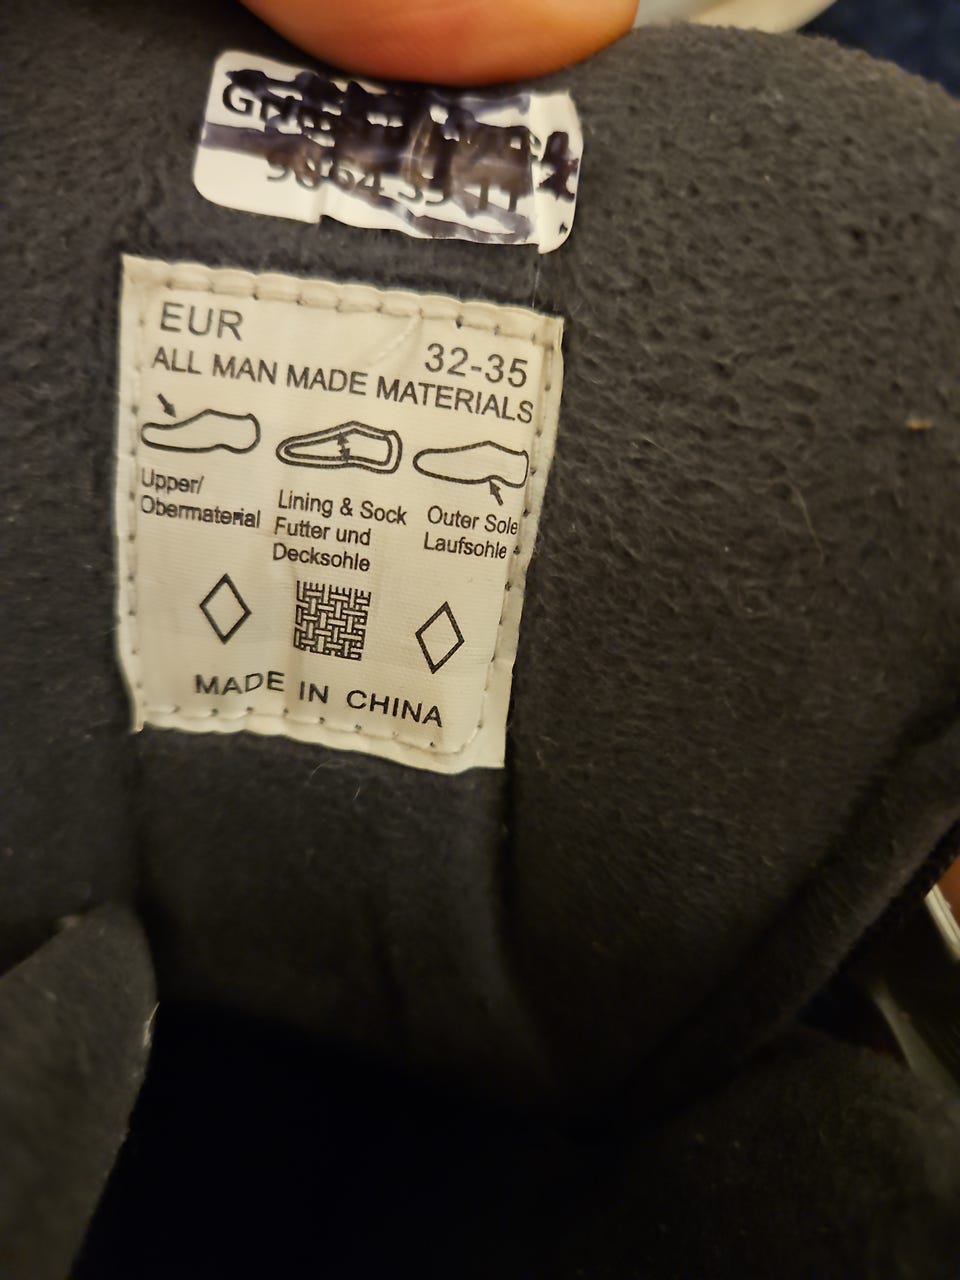 EUR
32-35
ALL MAN MADE MATERIALS
Upper/
Obermaterial
Lining & Sock
Futter und
Decksohle
Outer Sole
Laufsohle
MADE IN CHINA